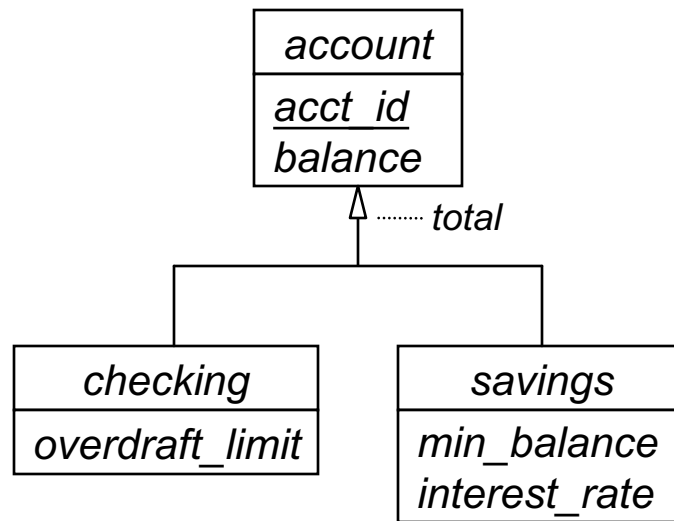 account
acct_id
balance
total
checking
overdraft_limit
savings
min_balance
interest_rate